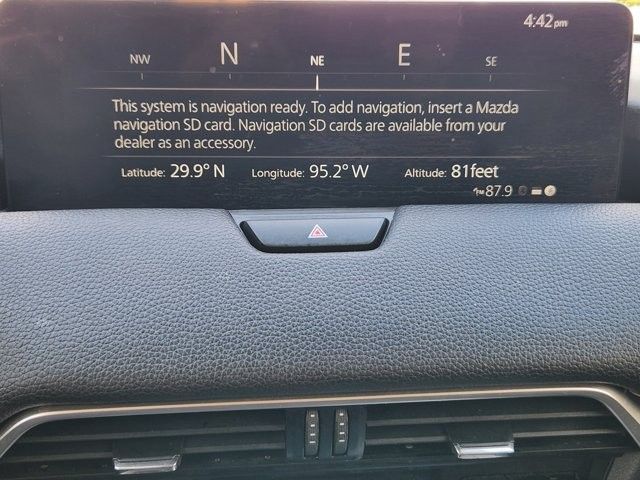 4:42pm
NW N NE E SE
This system is navigation ready. To add navigation, insert a Mazda
navigation SD card. Navigation SD cards are available from your
dealer as an accessory.
Latitude: 29.9° N Longitude: 95.2° W Altitude: 81feet
FM87.9